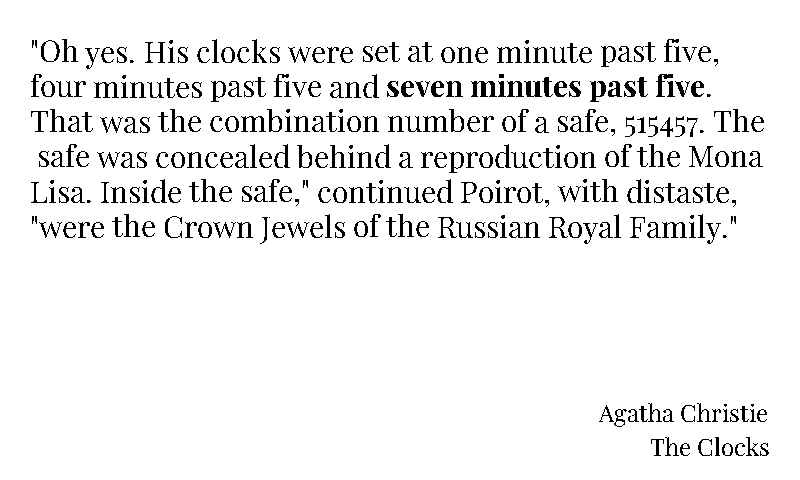 "Oh yes. His clocks were set at one minute past five,
four minutes past five and seven minutes past five.
That was the combination number of a safe, 515457. The
safe was concealed behind a reproduction of the Mona
Lisa. Inside the safe," continued Poirot, with distaste,
"were the Crown Jewels of the Russian Royal Family."
Agatha Christie
The Clocks